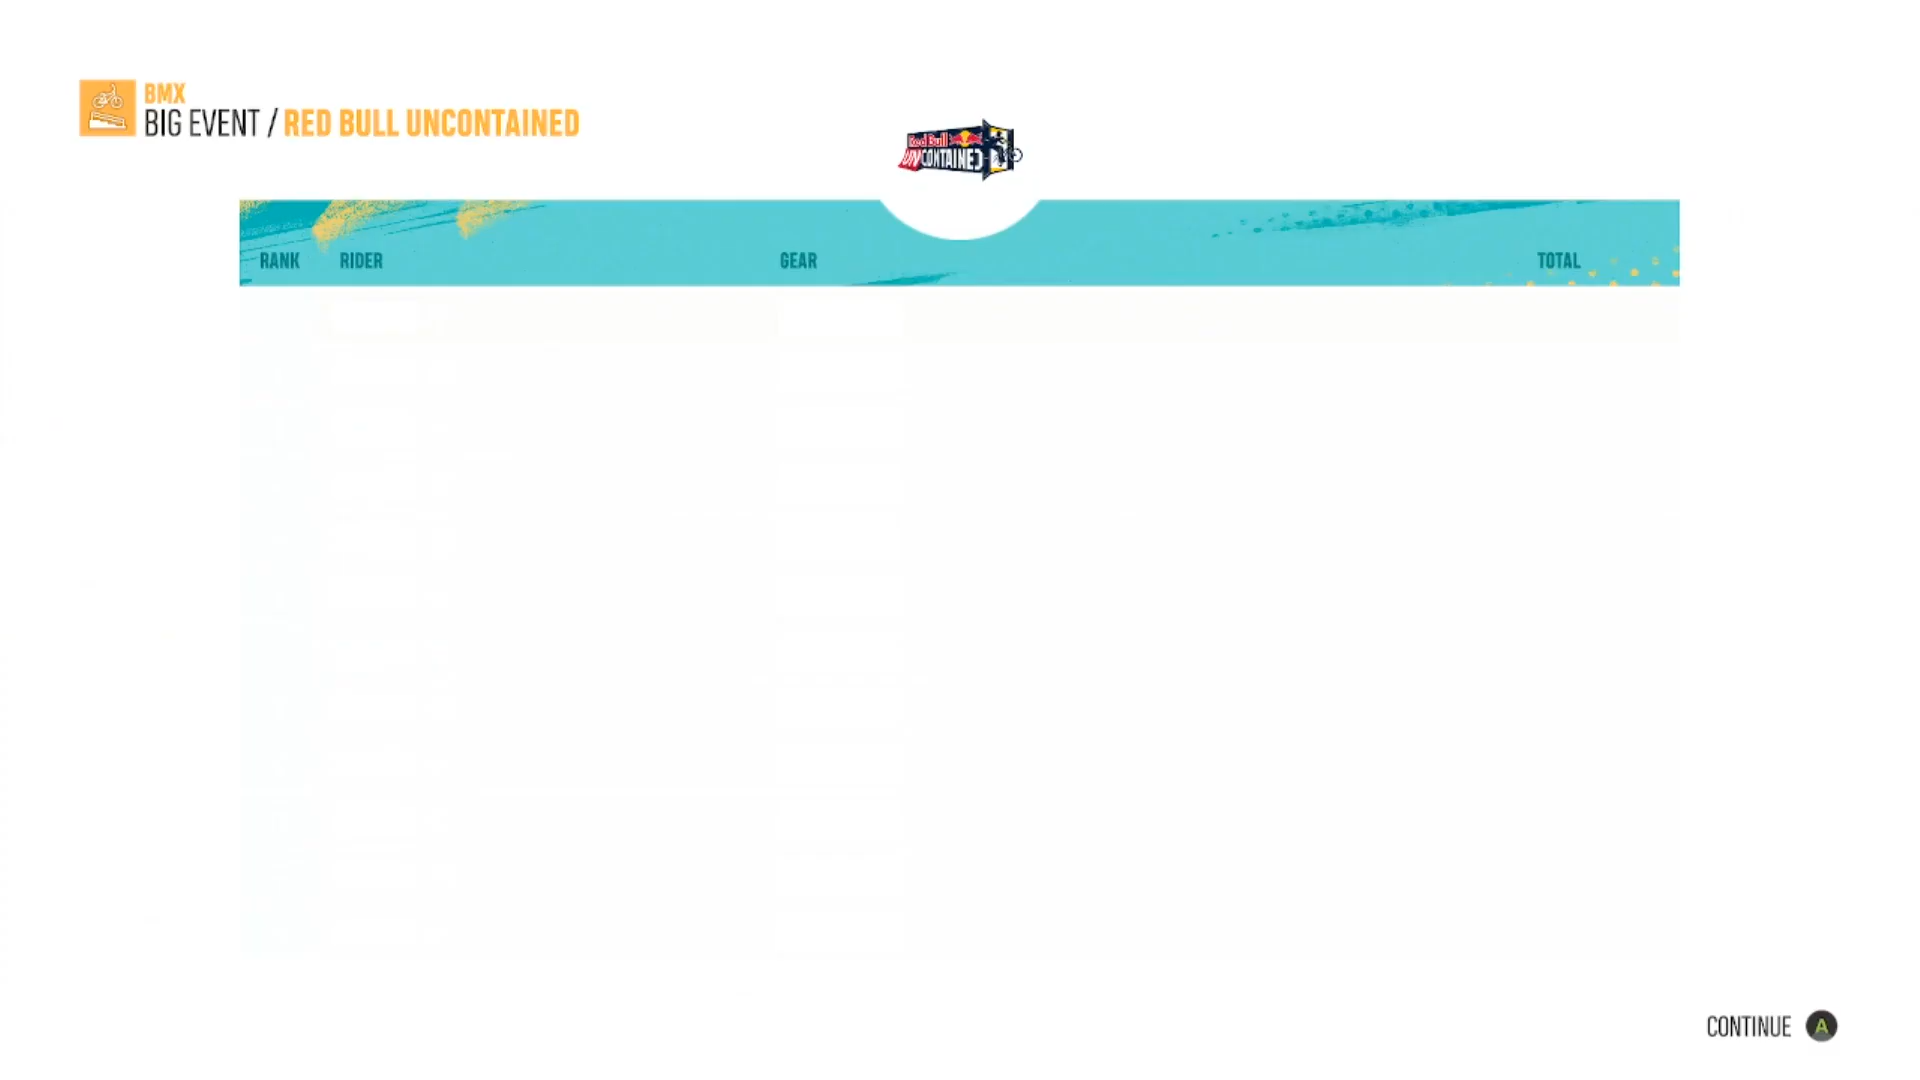 BMX
BIG EVENT / RED BULL UNCONTAINED
Red Bull
UNCONTAINED
RANK RIDER GEAR TOTAL
CONTINUE A